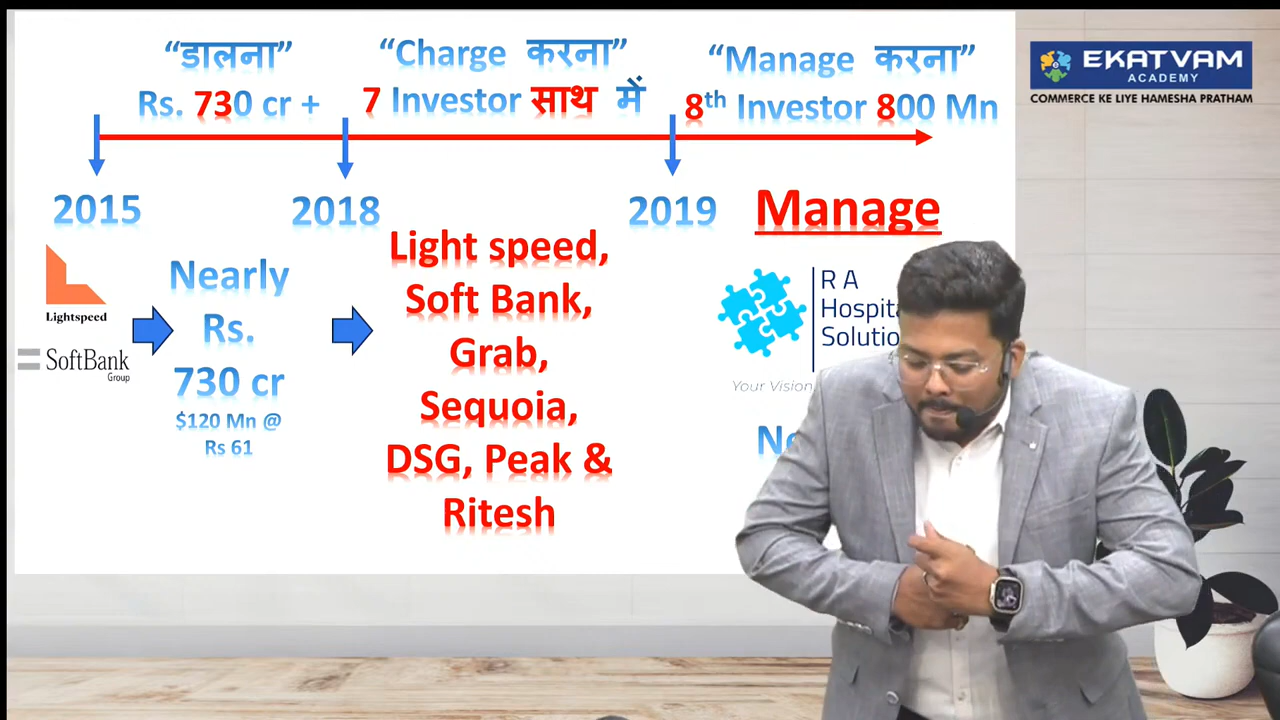 “डालना”
Rs. 730 cr +
“Charge करना”
7 Investor साथ में
“Manage करना”
8th Investor 800 Mn
EKATVAM
ACADEMY
COMMERCE KE LIYE HAMESHA PRATHAM
2015
2018
2019
Manage
Lightspeed
SoftBank
Group
Nearly
Rs.
730 cr
$120 Mn @
Rs 61
Light speed,
Soft Bank,
Grab,
Sequoia,
DSG, Peak &
Ritesh
R A
Your Vision